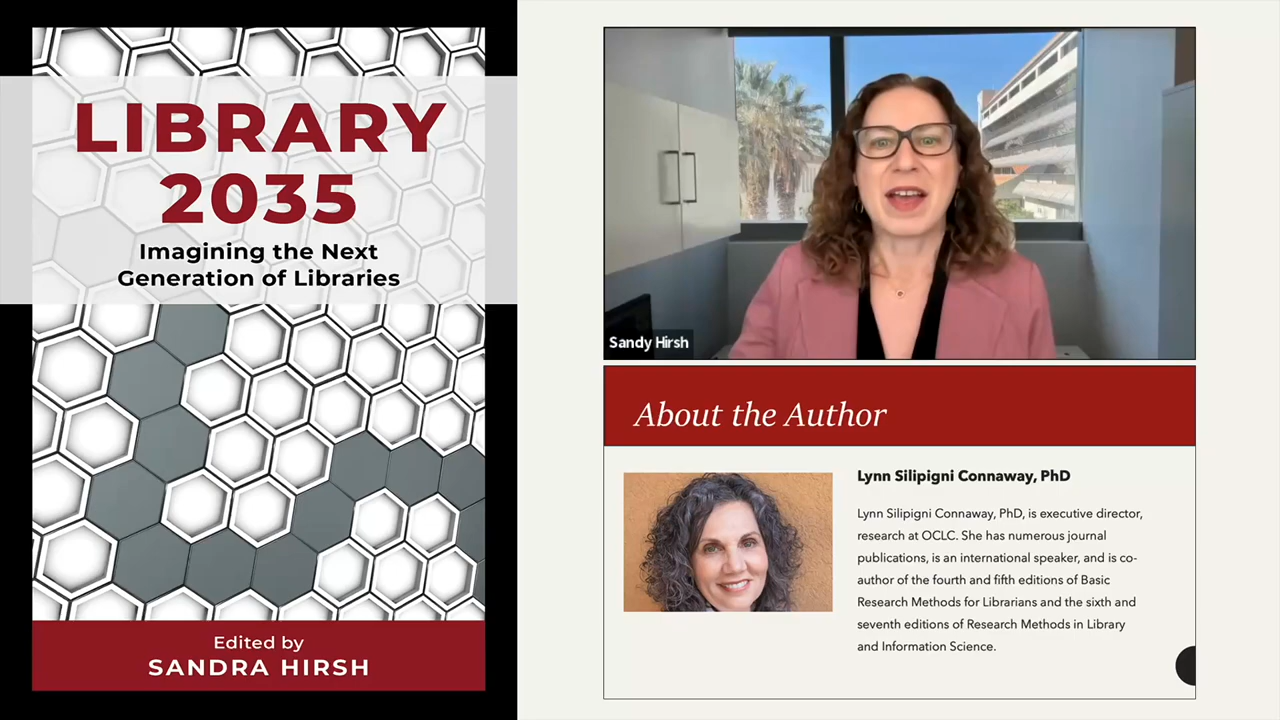 LIBRARY
2035
Imagining the Next
Generation of Libraries
Edited by
SANDRA HIRSH
Sandy Hirsh
About the Author
Lynn Silipigni Connaway, PhD
Lynn Silipigni Connaway, PhD, is executive director,
research at OCLC. She has numerous journal
publications, is an international speaker, and is co-
author of the fourth and fifth editions of Basic
Research Methods for Librarians and the sixth and
seventh editions of Research Methods in Library
and Information Science.